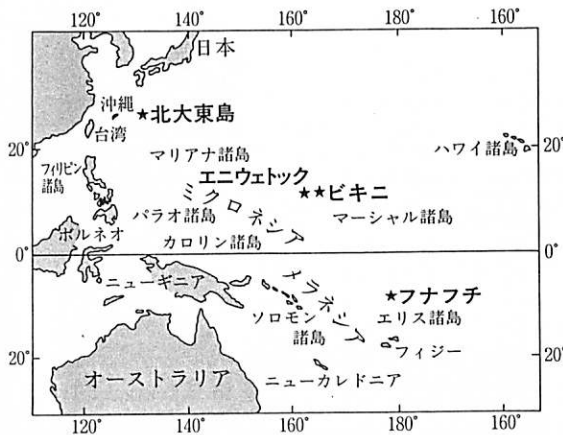 120° 140° 160° 180° 160°
日本
沖縄
★北大東島
台湾
マリアナ諸島
ハワイ諸島
20° 20°
フィリピン
諸島
エニウェトック
★★ビキニ
ミクロネシア
パラオ諸島
マーシャル諸島
ボルネオ
カロリン諸島
0° 0°
ニューギニア
メラネシア
★フナフチ
ソロモン
諸島
エリス諸島
フィジー
20° 20°
オーストラリア
ニューカレドニア
120° 140° 160° 180° 160°